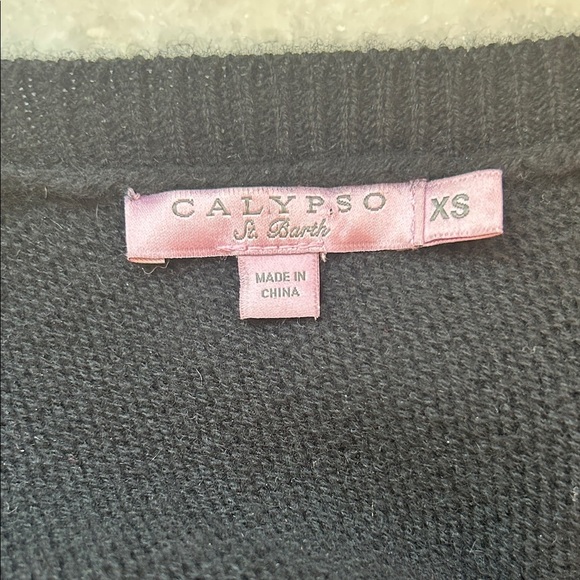 CALYPSO
St. Barth
XS
MADE IN
CHINA